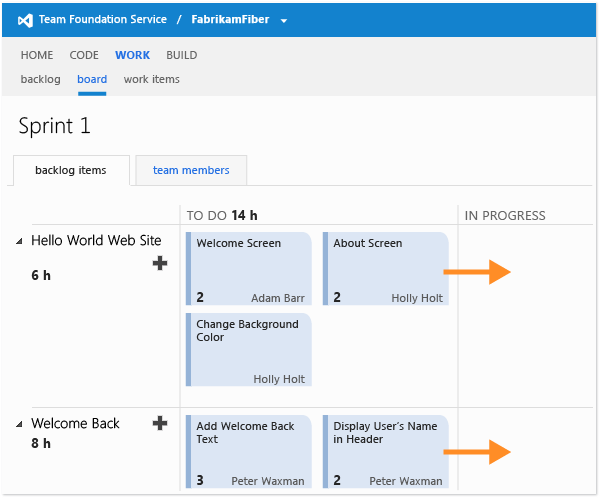 Team Foundation Service / FabrikamFiber
HOME CODE WORK BUILD
backlog board work items
Sprint 1
backlog items team members
TO DO 14 h IN PROGRESS
Hello World Web Site
6 h
Welcome Screen
2 Adam Barr
About Screen
2 Holly Holt
Change Background
Color
Holly Holt
Welcome Back
8 h
Add Welcome Back
Text
3 Peter Waxman
Display User's Name
in Header
2 Peter Waxman